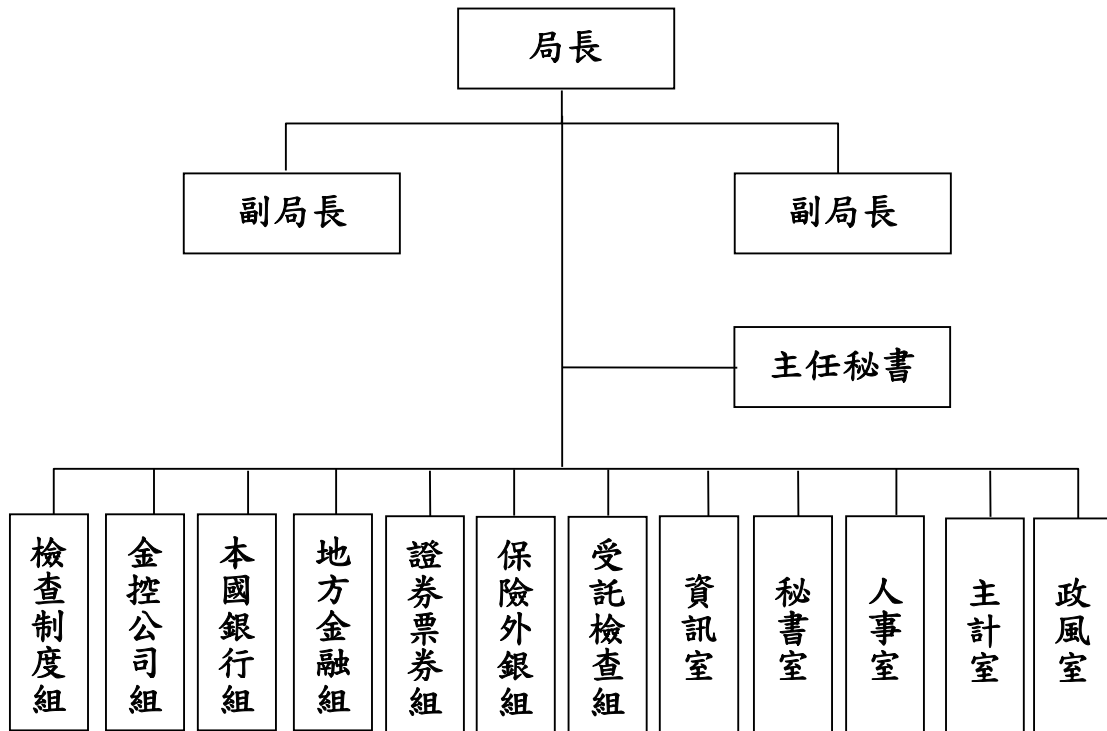 局長
副局長
副局長
主任秘書
檢查制度組
金控公司組
本國銀行組
地方金融組
證券票券組
保險外銀組
受託檢查組
資訊室
秘書室
人事室
主計室
政風室